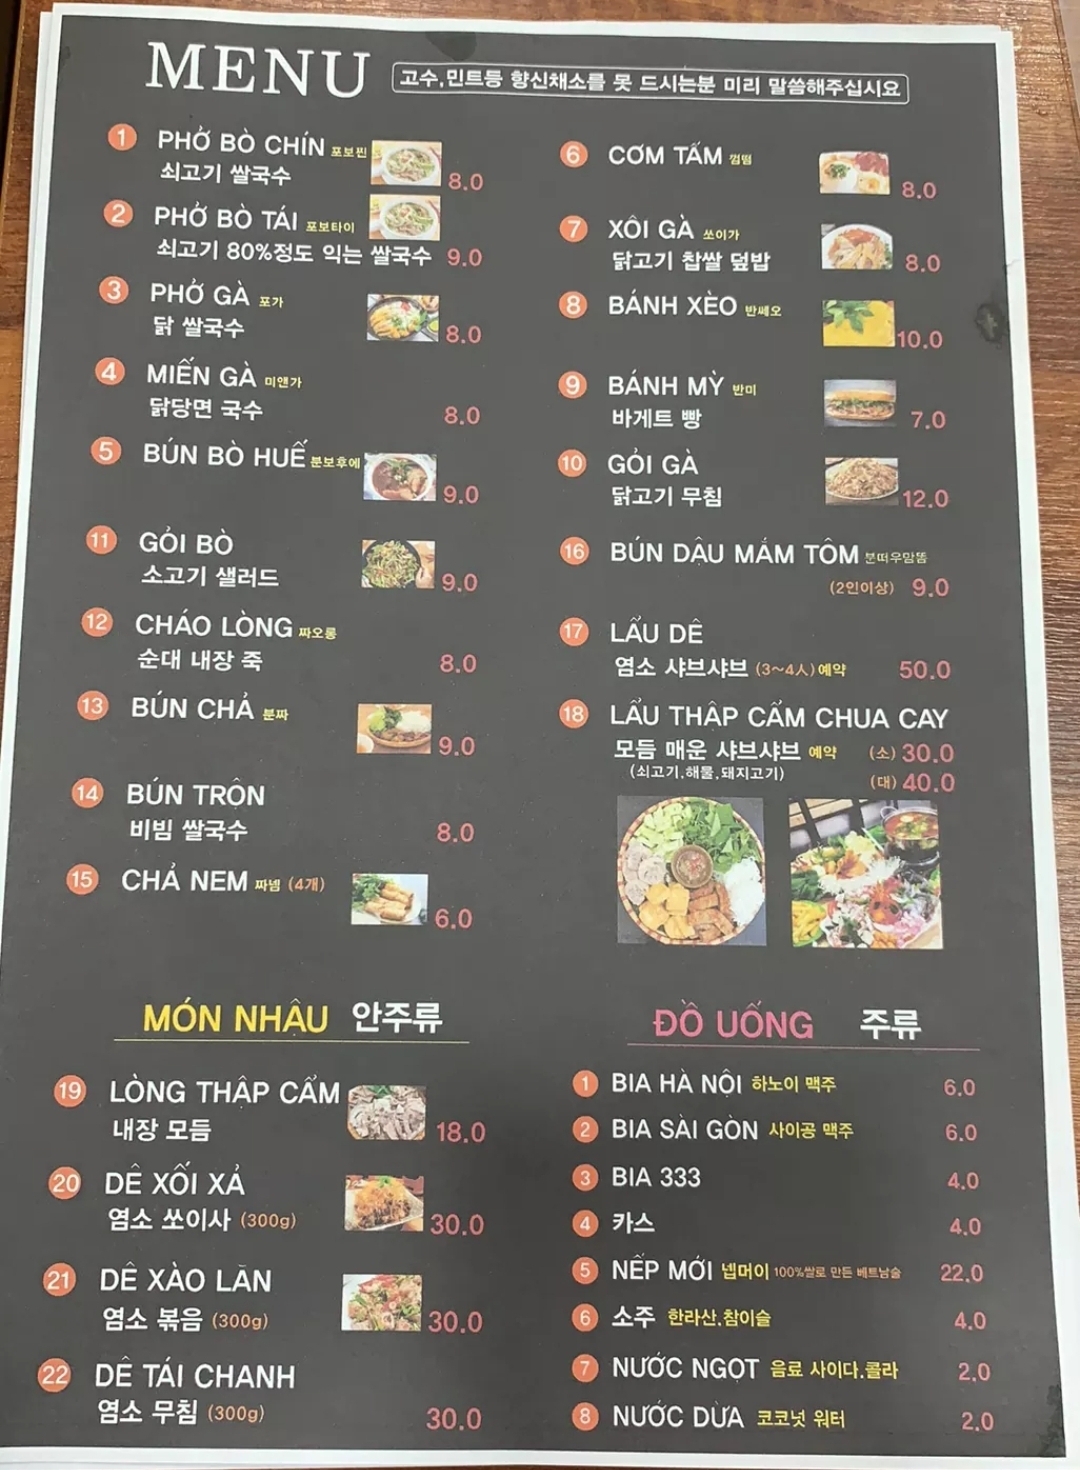 MENU
고수,민트등 향신채소를 못 드시는분 미리 말씀해주십시요
1 PHỞ BÒ CHÍN 포보찐
쇠고기 쌀국수 8.0
2 PHỞ BÒ TÁI 포보타이
쇠고기 80%정도 익는 쌀국수 9.0
3 PHỞ GÀ 포가
닭 쌀국수 8.0
4 MIẾN GÀ 미앤가
닭당면 국수 8.0
5 BÚN BÒ HUẾ 분보후에
9.0
11 GỎI BÒ
소고기 샐러드 9.0
12 CHÁO LÒNG 짜오롱
순대 내장 죽 8.0
13 BÚN CHẢ 분짜
9.0
14 BÚN TRỘN
비빔 쌀국수 8.0
15 CHẢ NEM 짜넴 (4개)
6.0
6 CƠM TẤM 껌떰
8.0
7 XÔI GÀ 쏘이가
닭고기 찹쌀 덮밥 8.0
8 BÁNH XÈO 반쎄오
10.0
9 BÁNH MỲ 반미
바게트 빵 7.0
10 GỎI GÀ
닭고기 무침 12.0
16 BÚN DẬU MẮM TÔM 분떠우맘똠
(2인이상) 9.0
17 LẨU DÊ
염소 샤브샤브 (3~4人) 예약 50.0
18 LẨU THẬP CẨM CHUA CAY
모듬 매운 샤브샤브 예약 (소) 30.0
(쇠고기.해물.돼지고기)
(대) 40.0
MÓN NHẬU 안주류
19 LÒNG THẬP CẨM
내장 모듬 18.0
20 DÊ XỐI XẢ
염소 쏘이사 (300g) 30.0
21 DÊ XÀO LĂN
염소 볶음 (300g) 30.0
22 DÊ TÁI CHANH
염소 무침 (300g) 30.0
ĐỒ UỐNG 주류
1 BIA HÀ NỘI 하노이 맥주 6.0
2 BIA SÀI GÒN 사이공 맥주 6.0
3 BIA 333 4.0
4 카스 4.0
5 NẾP MỚI 넵머이 100%쌀로 만든 베트남술 22.0
6 소주 한라산.참이슬 4.0
7 NƯỚC NGỌT 음료 사이다.콜라 2.0
8 NƯỚC DỪA 코코넛 워터 2.0